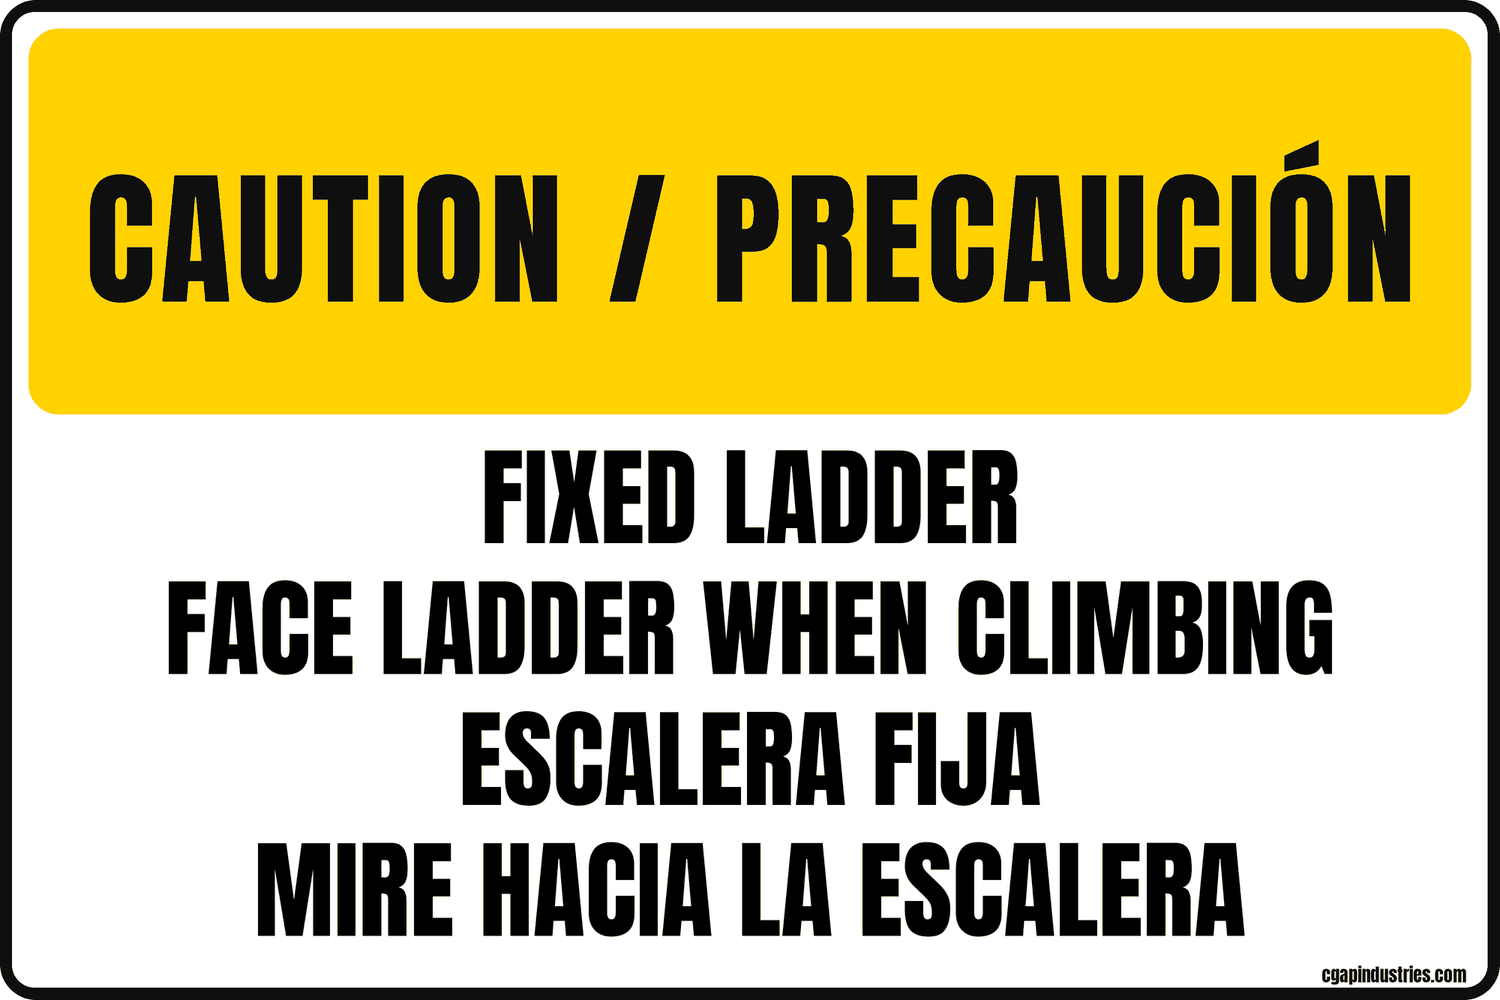 CAUTION / PRECAUCIÓN
FIXED LADDER
FACE LADDER WHEN CLIMBING
ESCALERA FIJA
MIRE HACIA LA ESCALERA
cgapindustries.com